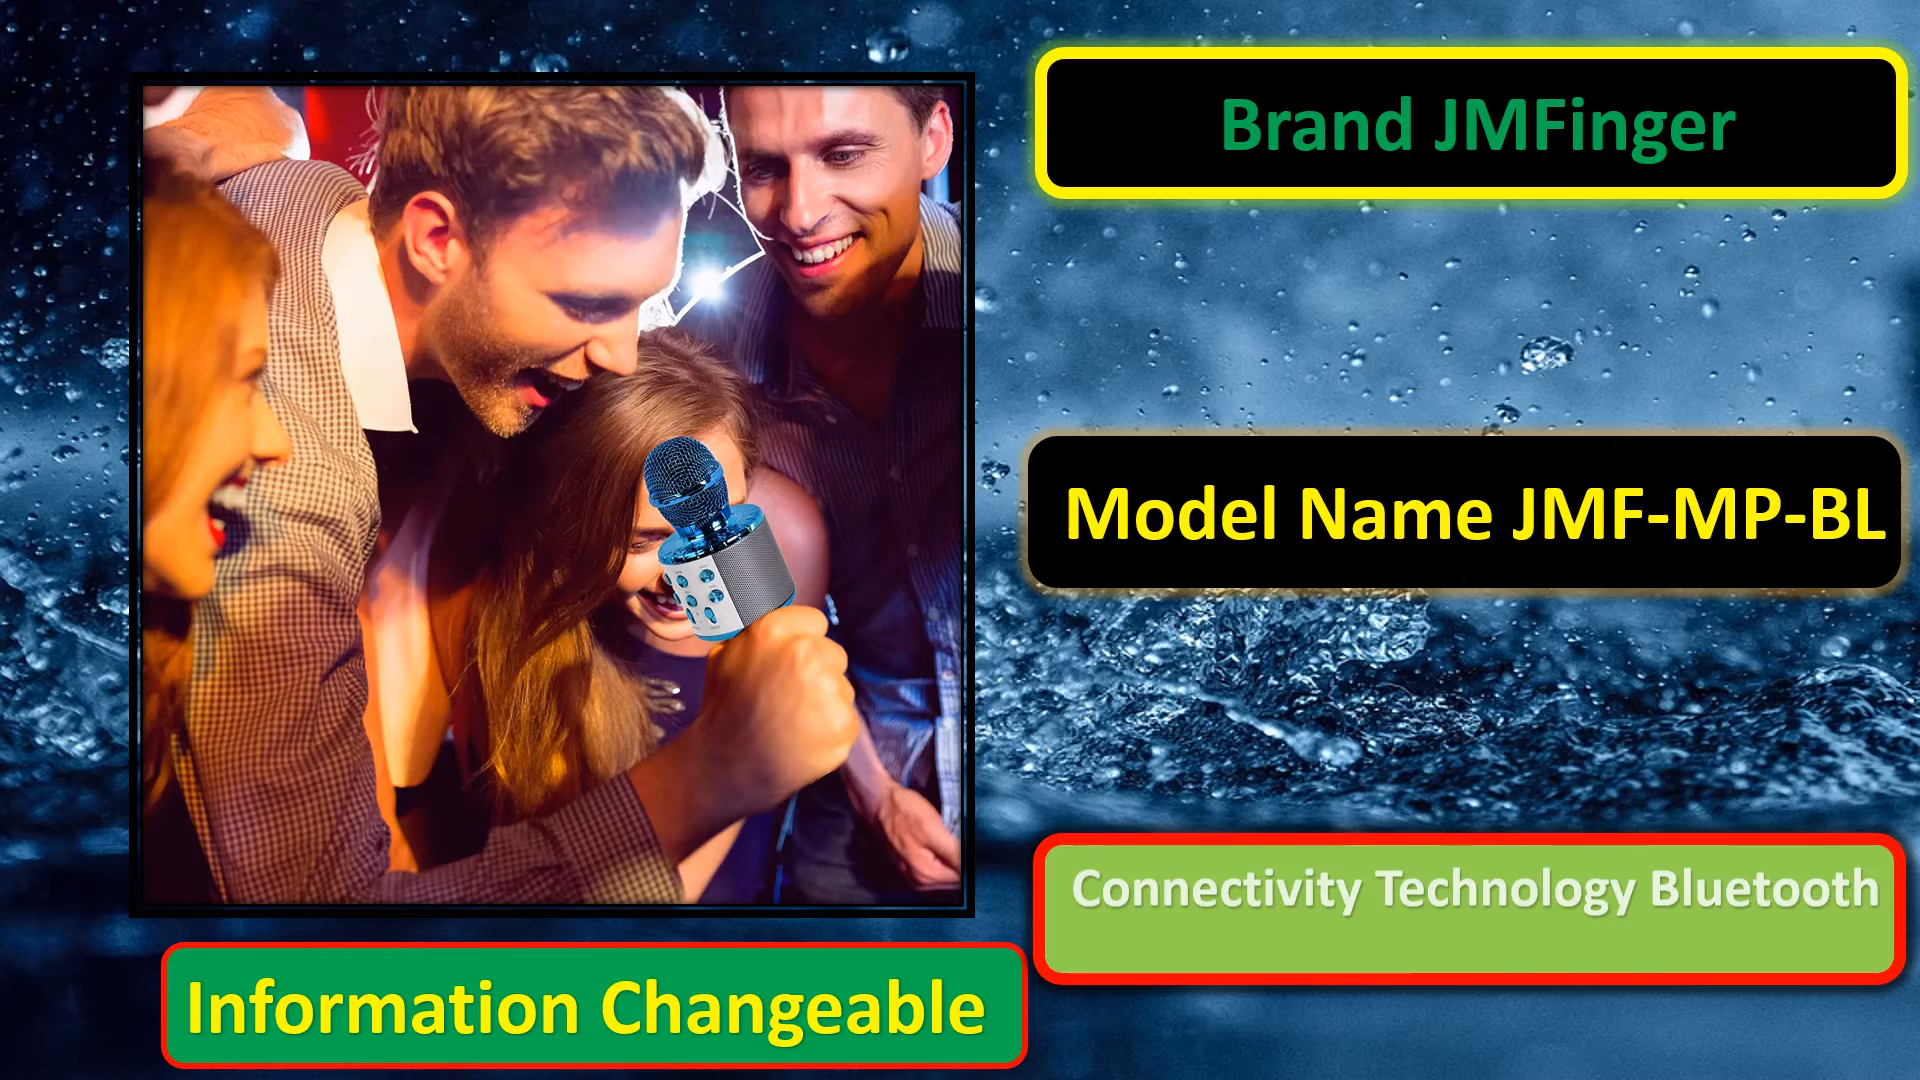 Brand JMFinger
Model Name JMF-MP-BL
Connectivity Technology Bluetooth
Information Changeable